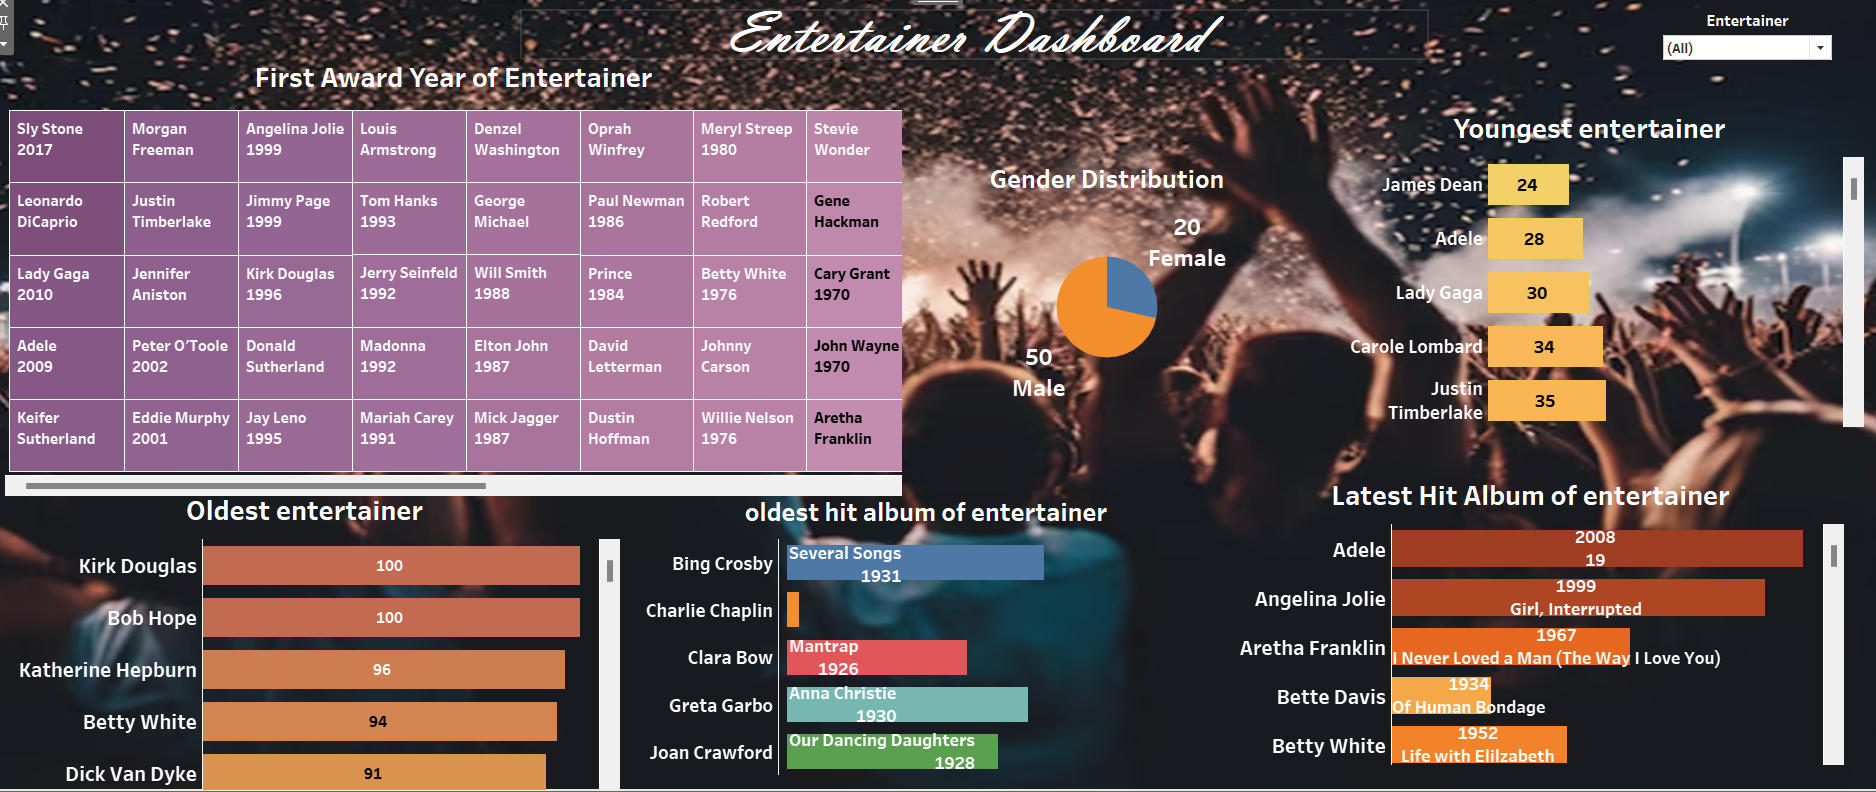 Entertainer Dashboard
Entertainer
(All)
First Award Year of Entertainer
Sly Stone
2017
Morgan
Freeman
Angelina Jolie
1999
Louis
Armstrong
Denzel
Washington
Oprah
Winfrey
Meryl Streep
1980
Stevie
Wonder
Leonardo
DiCaprio
Justin
Timberlake
Jimmy Page
1999
Tom Hanks
1993
George
Michael
Paul Newman
1986
Robert
Redford
Gene
Hackman
Lady Gaga
2010
Jennifer
Aniston
Kirk Douglas
1996
Jerry Seinfeld
1992
Will Smith
1988
Prince
1984
Betty White
1976
Cary Grant
1970
Adele
2009
Peter O'Toole
2002
Donald
Sutherland
Madonna
1992
Elton John
1987
David
Letterman
Johnny
Carson
John Wayne
1970
Keifer
Sutherland
Eddie Murphy
2001
Jay Leno
1995
Mariah Carey
1991
Mick Jagger
1987
Dustin
Hoffman
Willie Nelson
1976
Aretha
Franklin
Gender Distribution
20
Female
50
Male
Youngest entertainer
James Dean 24
Adele 28
Lady Gaga 30
Carole Lombard 34
Justin
Timberlake 35
Oldest entertainer
Kirk Douglas 100
Bob Hope 100
Katherine Hepburn 96
Betty White 94
Dick Van Dyke 91
oldest hit album of entertainer
Bing Crosby
Several Songs
1931
Charlie Chaplin
Clara Bow
Mantrap
1926
Greta Garbo
Anna Christie
1930
Joan Crawford
Our Dancing Daughters
1928
Latest Hit Album of entertainer
Adele
2008
19
Angelina Jolie
1999
Girl, Interrupted
Aretha Franklin
1967
I Never Loved a Man (The Way I Love You)
Bette Davis
1934
Of Human Bondage
Betty White
1952
Life with Elilzabeth